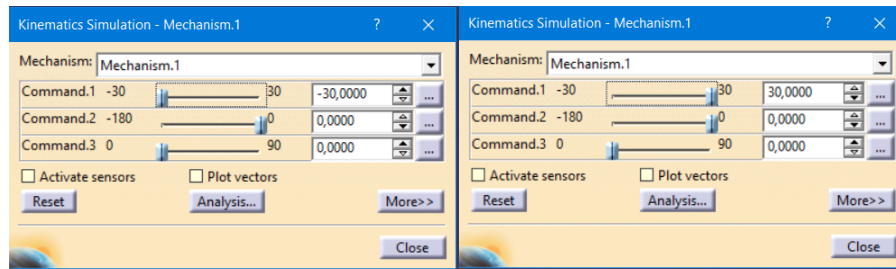 Kinematics Simulation - Mechanism.1 ?
Mechanism: Mechanism.1
Command.1 -30 30 -30,0000 ...
Command.2 -180 0 0,0000 ...
Command.3 0 90 0,0000 ...
Activate sensors Plot vectors
Reset Analysis... More>>
Close
Kinematics Simulation - Mechanism.1 ?
Mechanism: Mechanism.1
Command.1 -30 30 30,0000 ...
Command.2 -180 0 0,0000 ...
Command.3 0 90 0,0000 ...
Activate sensors Plot vectors
Reset Analysis... More>>
Close